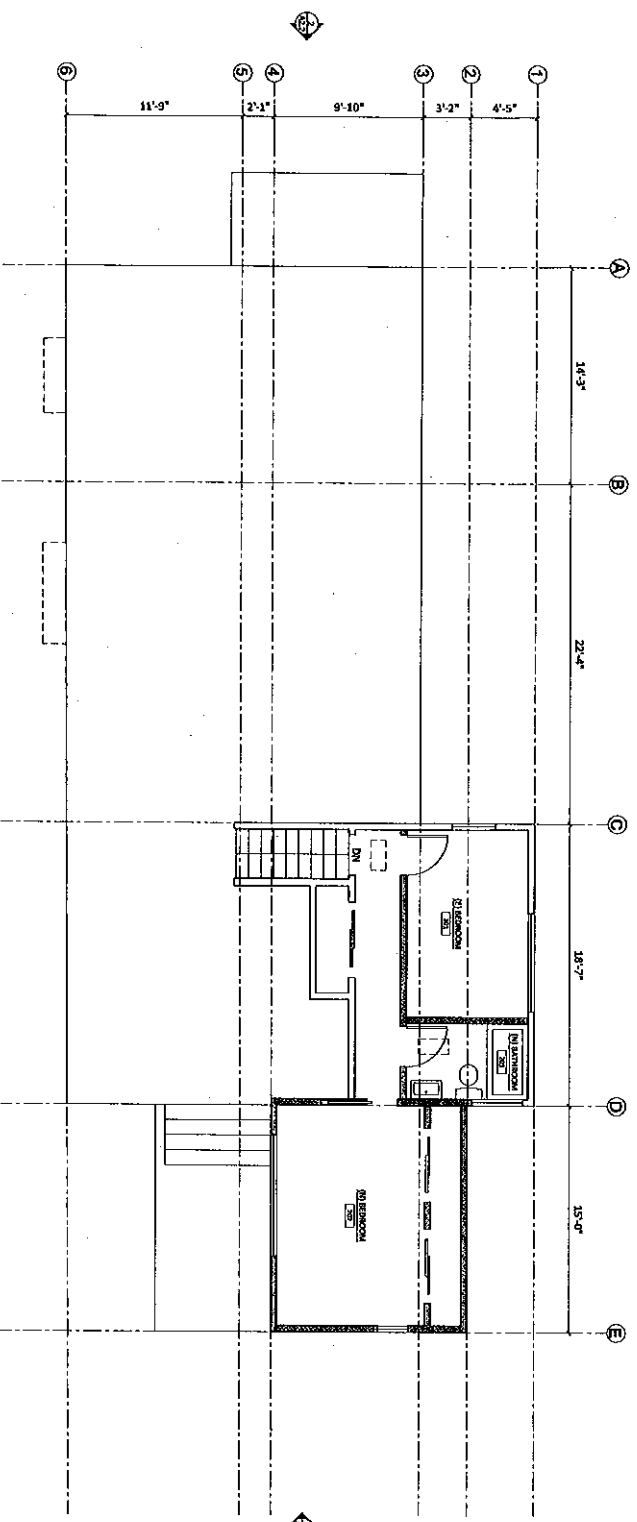 2
6
5
4
3
2
1
11'-9"
2'-1"
9'-10"
3'-2"
4'-5"
A
14'-3"
B
22'-4"
C
18'-7"
D
15'-0"
E
DN
(E) BEDROOM
(N) BATHROOM
(N) BEDROOM